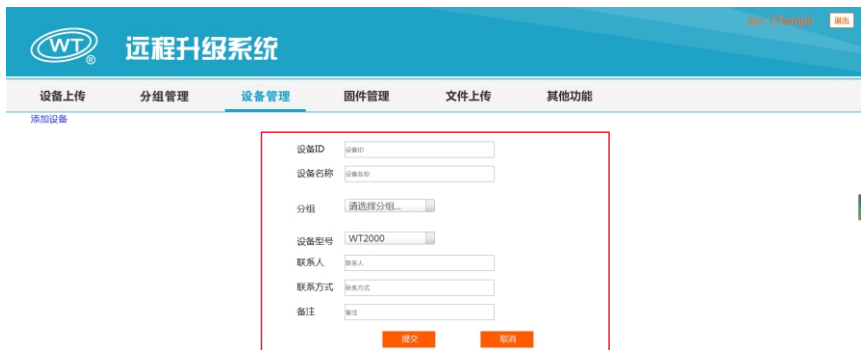 Chenjie 退出
WT ® 远程升级系统
设备上传 分组管理 设备管理 固件管理 文件上传 其他功能
添加设备
设备ID 设备ID
设备名称 设备名称
分组 请选择分组...
设备型号 WT2000
联系人 联系人
联系方式 联系方式
备注 备注
提交 取消